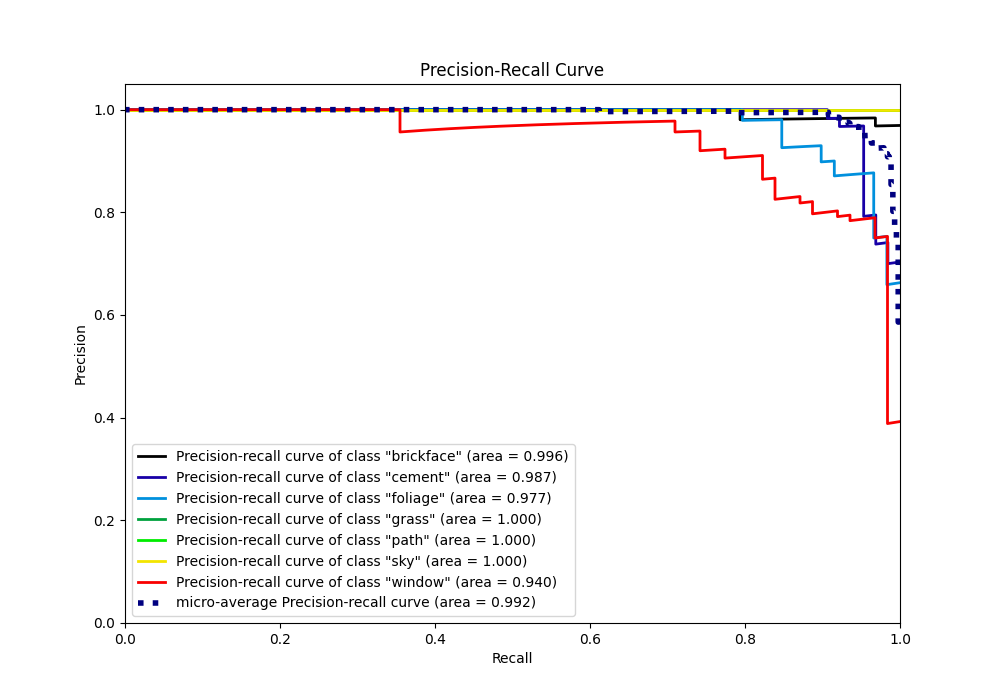 Precision-Recall Curve
1.0
0.8
0.6
0.4
0.2
0.0
Precision
Precision-recall curve of class "brickface" (area = 0.996)
Precision-recall curve of class "cement" (area = 0.987)
Precision-recall curve of class "foliage" (area = 0.977)
Precision-recall curve of class "grass" (area = 1.000)
Precision-recall curve of class "path" (area = 1.000)
Precision-recall curve of class "sky" (area = 1.000)
Precision-recall curve of class "window" (area = 0.940)
micro-average Precision-recall curve (area = 0.992)
0.0 0.2 0.4 0.6 0.8 1.0
Recall